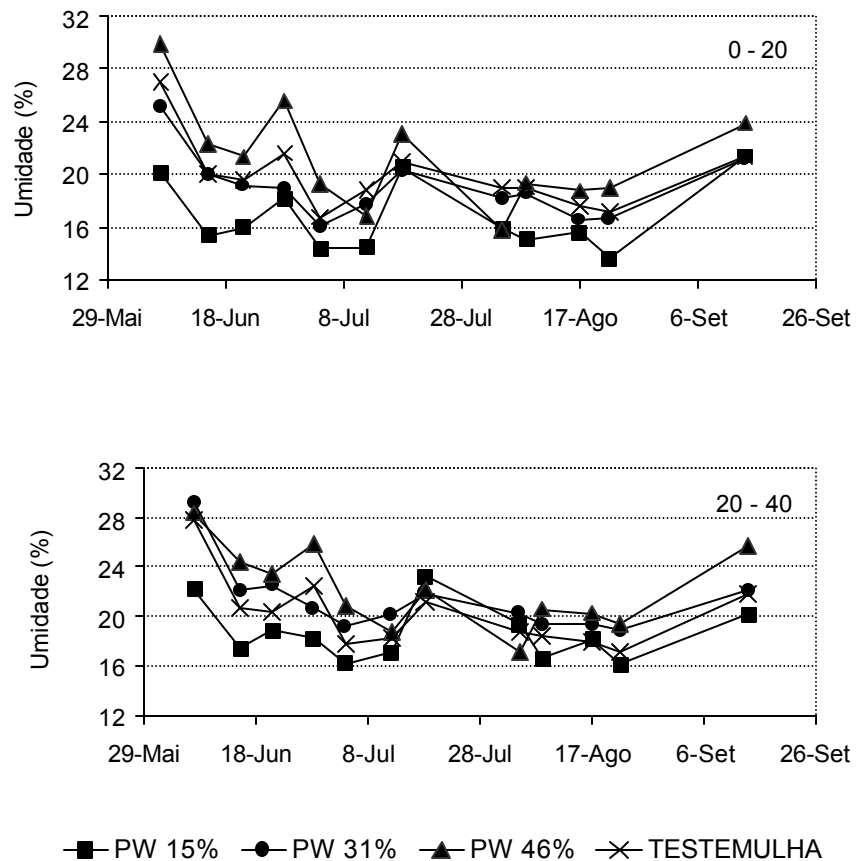 32
0 - 20
28
24
20
16
12
Umidade (%)
29-Mai 18-Jun 8-Jul 28-Jul 17-Ago 6-Set 26-Set
32
20 - 40
28
24
20
16
12
Umidade (%)
29-Mai 18-Jun 8-Jul 28-Jul 17-Ago 6-Set 26-Set
PW 15% PW 31% PW 46% TESTEMULHA